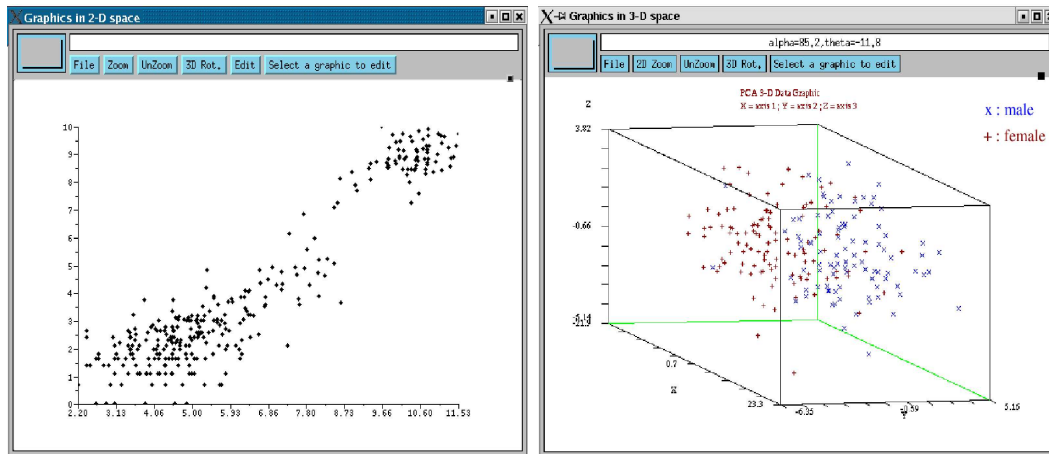 Graphics in 2-D space
File Zoom UnZoom 3D Rot. Edit Select a graphic to edit
10
9
8
7
6
5
4
3
2
1
0
2.20 3.13 4.06 5.00 5.93 6.86 7.80 8.73 9.66 10.60 11.53
Graphics in 3-D space
alpha=85,2,theta=-11,8
File 2D Zoom UnZoom 3D Rot. Select a graphic to edit
PCA 3-D Data Graphic
X = axis 1 ; Y = axis 2 ; Z = axis 3
x : male
+ : female
Z
3.82
-0.66
0.7
X
23.3
-6.35
-0.59
Y
5.15